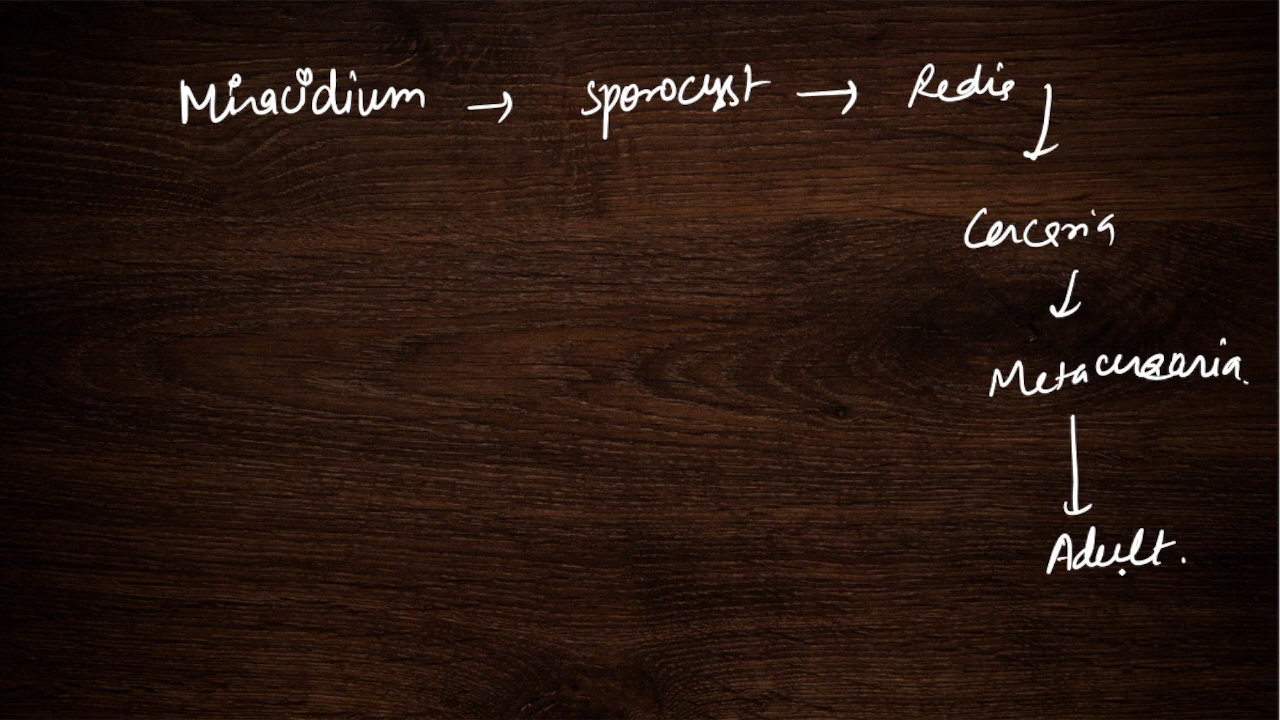 Miracidium → sporocyst → Redia
↓
Cercaria
↓
Metacercaria.
↓
Adult.